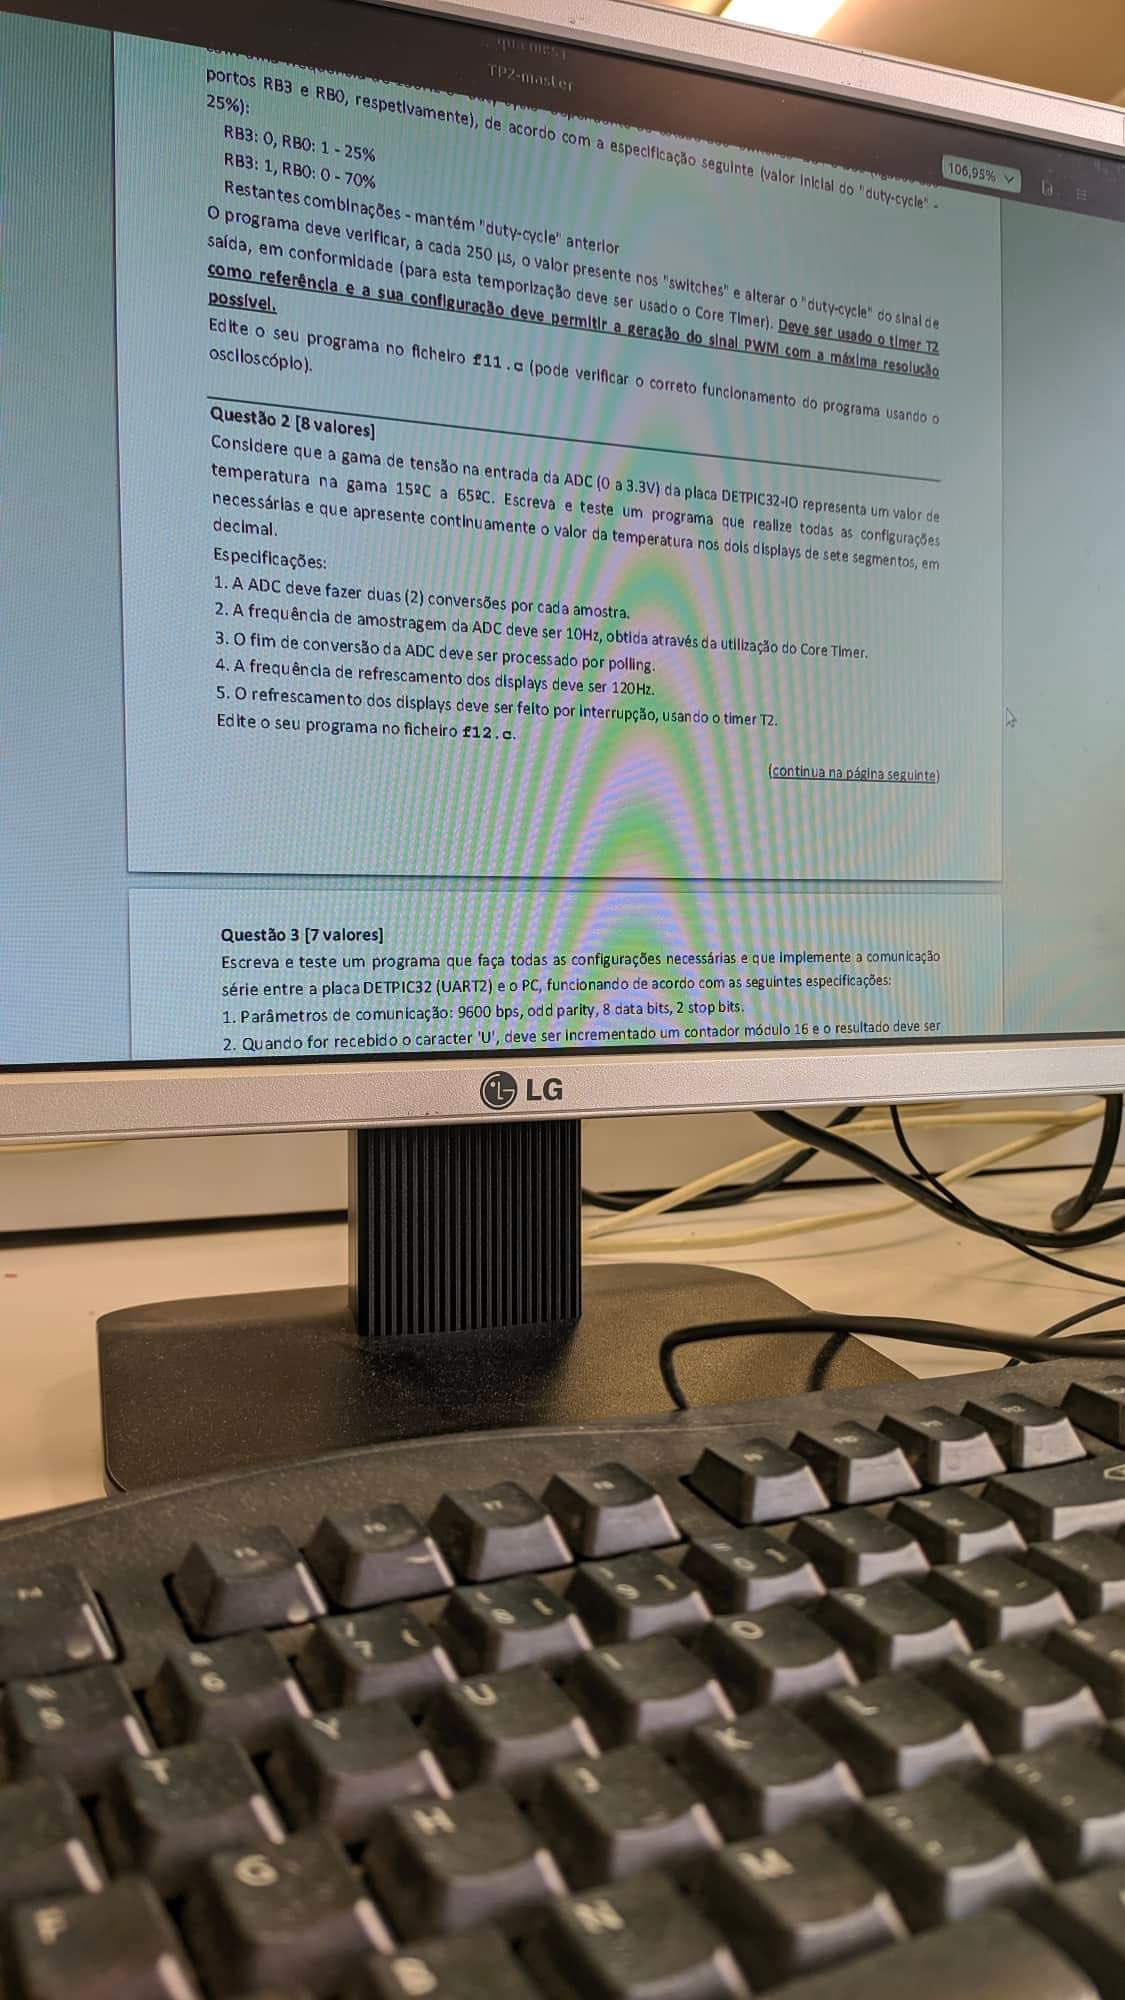 TP2-master
106,95%
portos RB3 e RB0, respetivamente), de acordo com a especificação seguinte (valor inicial do "duty-cycle" -
25%):
RB3: 0, RB0: 1 - 25%
RB3: 1, RB0: 0 - 70%
Restantes combinações - mantém "duty-cycle" anterior
O programa deve verificar, a cada 250 µs, o valor presente nos "switches" e alterar o "duty-cycle" do sinal de
saída, em conformidade (para esta temporização deve ser usado o Core Timer). Deve ser usado o timer T2
como referência e a sua configuração deve permitir a geração do sinal PWM com a máxima resolução
possível.
Edite o seu programa no ficheiro f11.c (pode verificar o correto funcionamento do programa usando o
osciloscópio).
Questão 2 [8 valores]
Considere que a gama de tensão na entrada da ADC (0 a 3.3V) da placa DETPIC32-IO representa um valor de
temperatura na gama 15ºC a 65ºC. Escreva e teste um programa que realize todas as configurações
necessárias e que apresente continuamente o valor da temperatura nos dois displays de sete segmentos, em
decimal.
Especificações:
1. A ADC deve fazer duas (2) conversões por cada amostra.
2. A frequência de amostragem da ADC deve ser 10Hz, obtida através da utilização do Core Timer.
3. O fim de conversão da ADC deve ser processado por polling.
4. A frequência de refrescamento dos displays deve ser 120Hz.
5. O refrescamento dos displays deve ser feito por interrupção, usando o timer T2.
Edite o seu programa no ficheiro f12.c.
(continua na página seguinte)
Questão 3 [7 valores]
Escreva e teste um programa que faça todas as configurações necessárias e que implemente a comunicação
série entre a placa DETPIC32 (UART2) e o PC, funcionando de acordo com as seguintes especificações:
1. Parâmetros de comunicação: 9600 bps, odd parity, 8 data bits, 2 stop bits.
2. Quando for recebido o caracter 'U', deve ser incrementado um contador módulo 16 e o resultado deve ser
LG